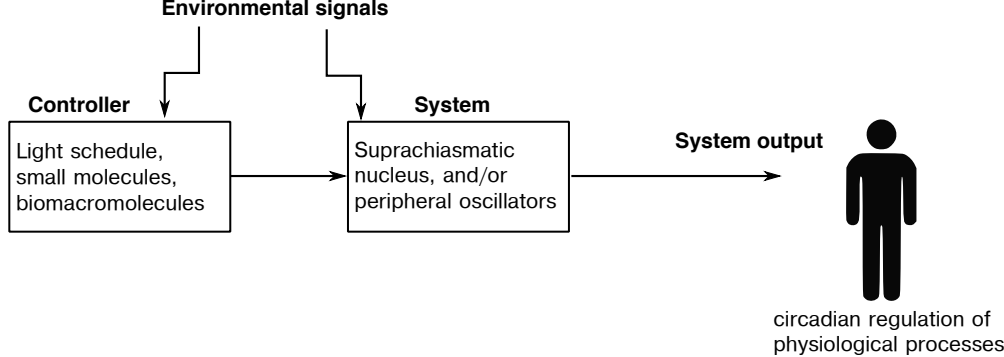 Environmental signals
Controller
System
Light schedule,
small molecules,
biomacromolecules
Suprachiasmatic
nucleus, and/or
peripheral oscillators
System output
circadian regulation of
physiological processes